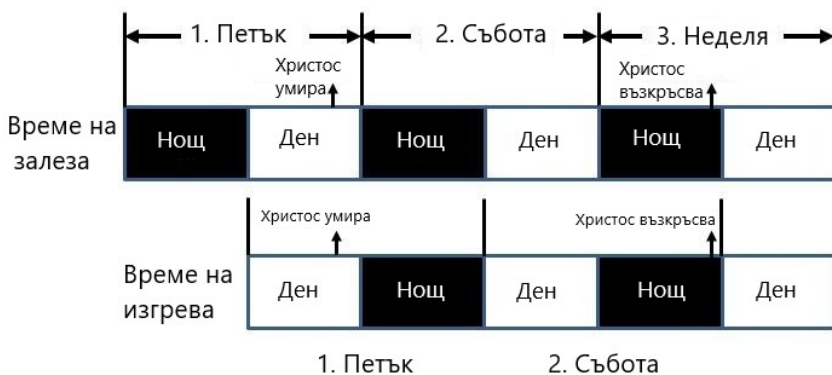 1. Петък 2. Събота 3. Неделя
Христос
умира
Христос
възкръсва
Време на
залеза
Нощ Ден Нощ Ден Нощ Ден
Христос умира Христос възкръсва
Време на
изгрева
Ден Нощ Ден Нощ Ден
1. Петък 2. Събота